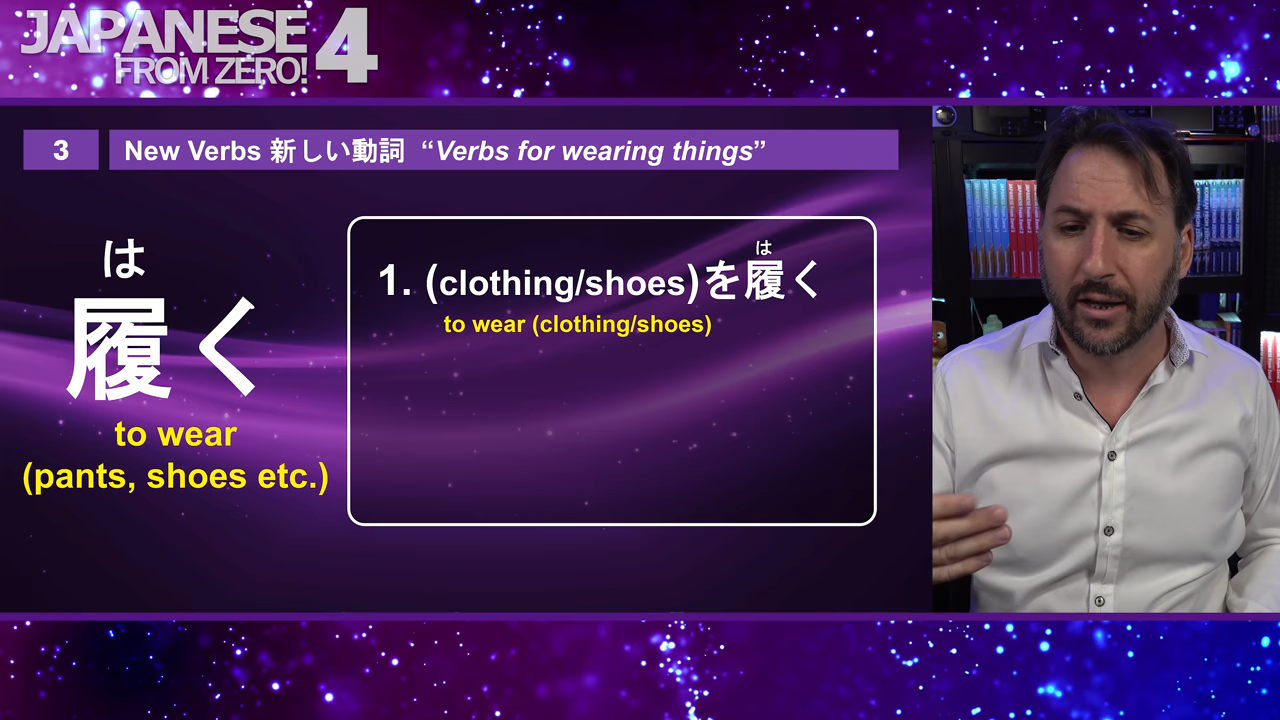 JAPANESE
FROM ZERO! 4
3
New Verbs 新しい動詞 “Verbs for wearing things”
は
履く
to wear
(pants, shoes etc.)
は
1. (clothing/shoes)を履く
to wear (clothing/shoes)